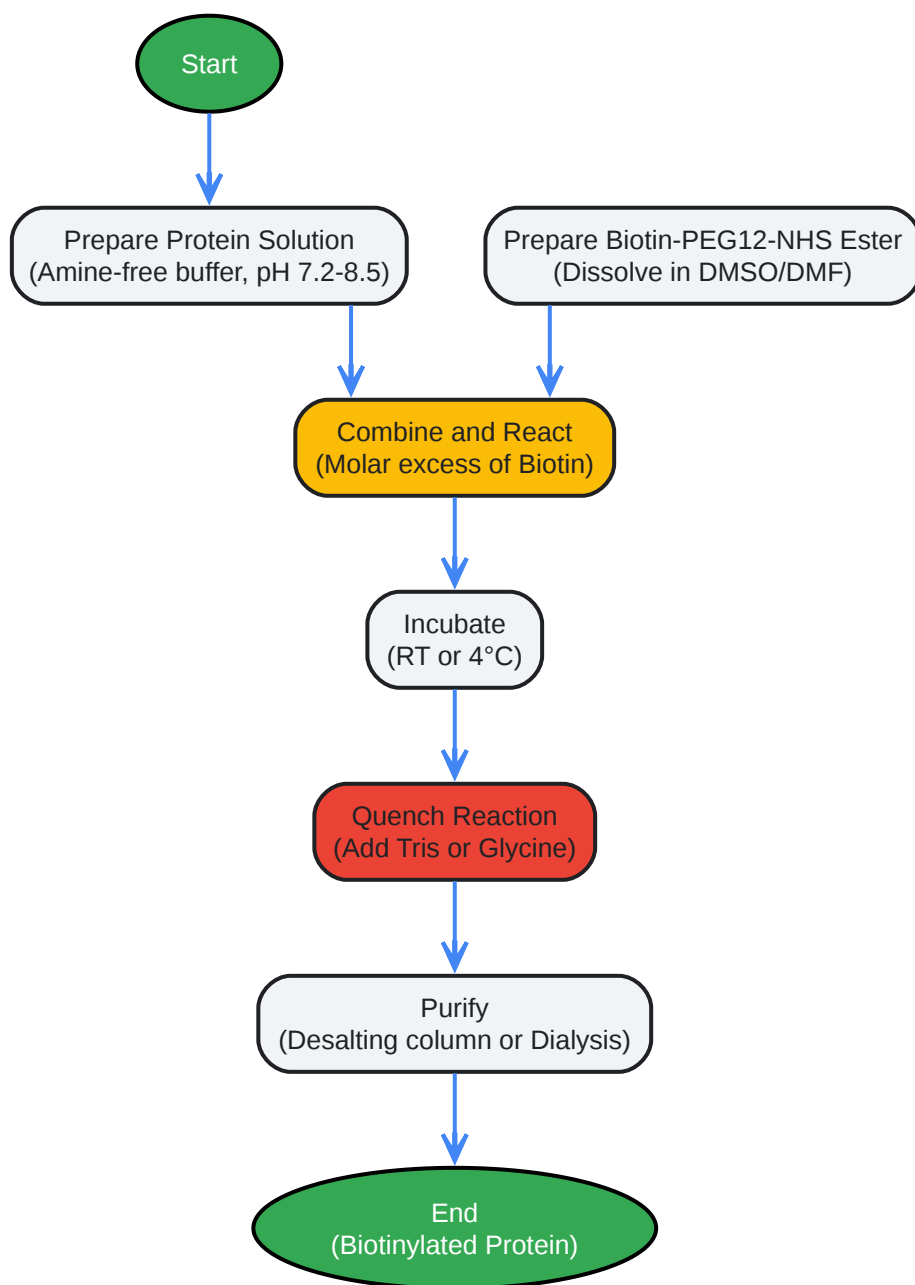 Start
Prepare Protein Solution
(Amine-free buffer, pH 7.2-8.5)
Prepare Biotin-PEG12-NHS Ester
(Dissolve in DMSO/DMF)
Combine and React
(Molar excess of Biotin)
Incubate
(RT or 4°C)
Quench Reaction
(Add Tris or Glycine)
Purify
(Desalting column or Dialysis)
End
(Biotinylated Protein)